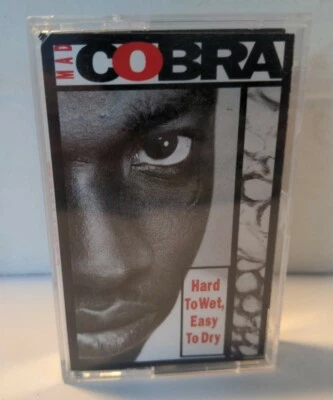 MAD
COBRA
Hard
To Wet,
Easy
To Dry